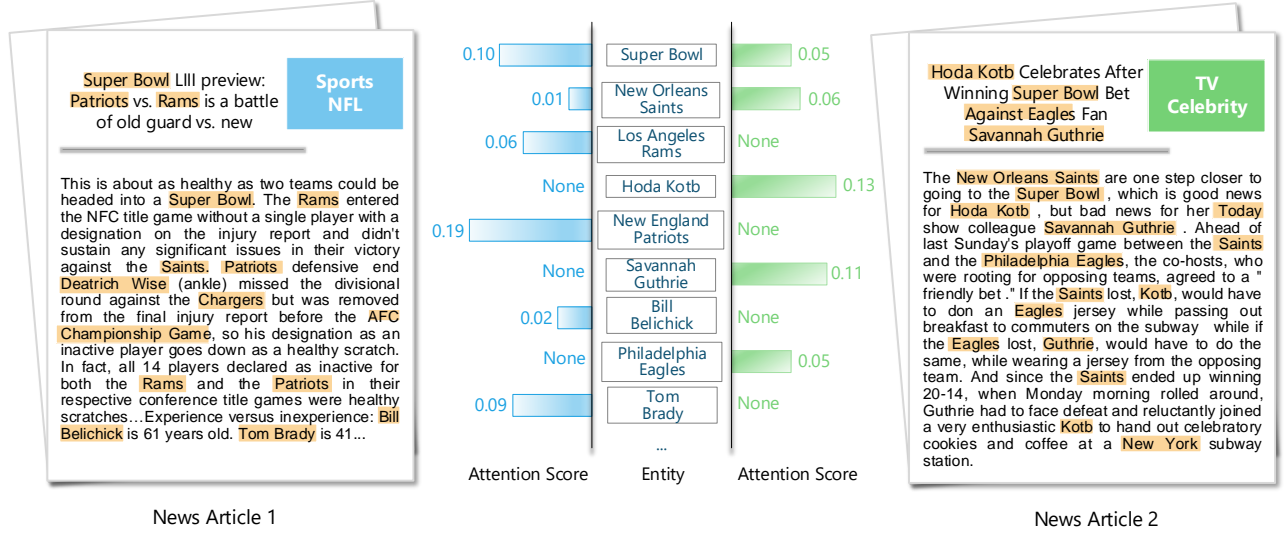 Super Bowl LIII preview:
Patriots vs. Rams is a battle
of old guard vs. new
Sports
NFL
This is about as healthy as two teams could be
headed into a Super Bowl. The Rams entered
the NFC title game without a single player with a
designation on the injury report and didn't
sustain any significant issues in their victory
against the Saints. Patriots defensive end
Deatrich Wise (ankle) missed the divisional
round against the Chargers but was removed
from the final injury report before the AFC
Championship Game, so his designation as an
inactive player goes down as a healthy scratch.
In fact, all 14 players declared as inactive for
both the Rams and the Patriots in their
respective conference title games were healthy
scratches…Experience versus inexperience: Bill
Belichick is 61 years old. Tom Brady is 41...
News Article 1
0.10 Super Bowl 0.05
0.01 New Orleans
Saints 0.06
0.06 Los Angeles
Rams None
None Hoda Kotb 0.13
0.19 New England
Patriots None
None Savannah
Guthrie 0.11
0.02 Bill
Belichick None
None Philadelphia
Eagles 0.05
0.09 Tom
Brady None
...
Attention Score Entity Attention Score
Hoda Kotb Celebrates After
Winning Super Bowl Bet
Against Eagles Fan
Savannah Guthrie
TV
Celebrity
The New Orleans Saints are one step closer to
going to the Super Bowl , which is good news
for Hoda Kotb , but bad news for her Today
show colleague Savannah Guthrie . Ahead of
last Sunday's playoff game between the Saints
and the Philadelphia Eagles, the co-hosts, who
were rooting for opposing teams, agreed to a "
friendly bet ." If the Saints lost, Kotb, would have
to don an Eagles jersey while passing out
breakfast to commuters on the subway while if
the Eagles lost, Guthrie, would have to do the
same, while wearing a jersey from the opposing
team. And since the Saints ended up winning
20-14, when Monday morning rolled around,
Guthrie had to face defeat and reluctantly joined
a very enthusiastic Kotb to hand out celebratory
cookies and coffee at a New York subway
station.
News Article 2